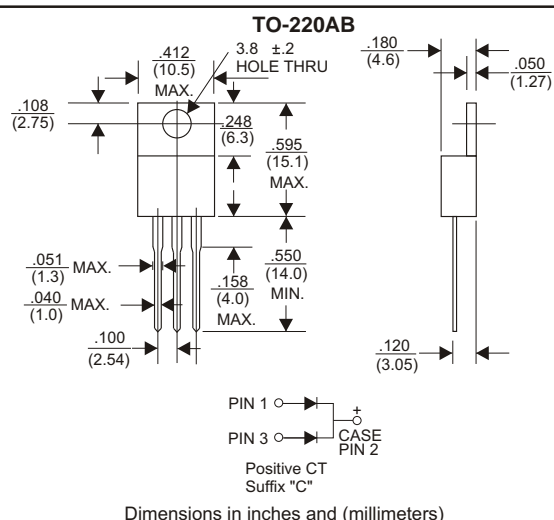 TO-220AB
.412
(10.5)
MAX.
3.8 ±.2
HOLE THRU
.180
(4.6)
.050
(1.27)
.108
(2.75)
.248
(6.3)
.595
(15.1)
MAX.
.051
(1.3)
MAX.
.040
(1.0)
MAX.
.158
(4.0)
MAX.
.550
(14.0)
MIN.
.100
(2.54)
.120
(3.05)
PIN 1
+
PIN 3
CASE
PIN 2
Positive CT
Suffix "C"
Dimensions in inches and (millimeters)